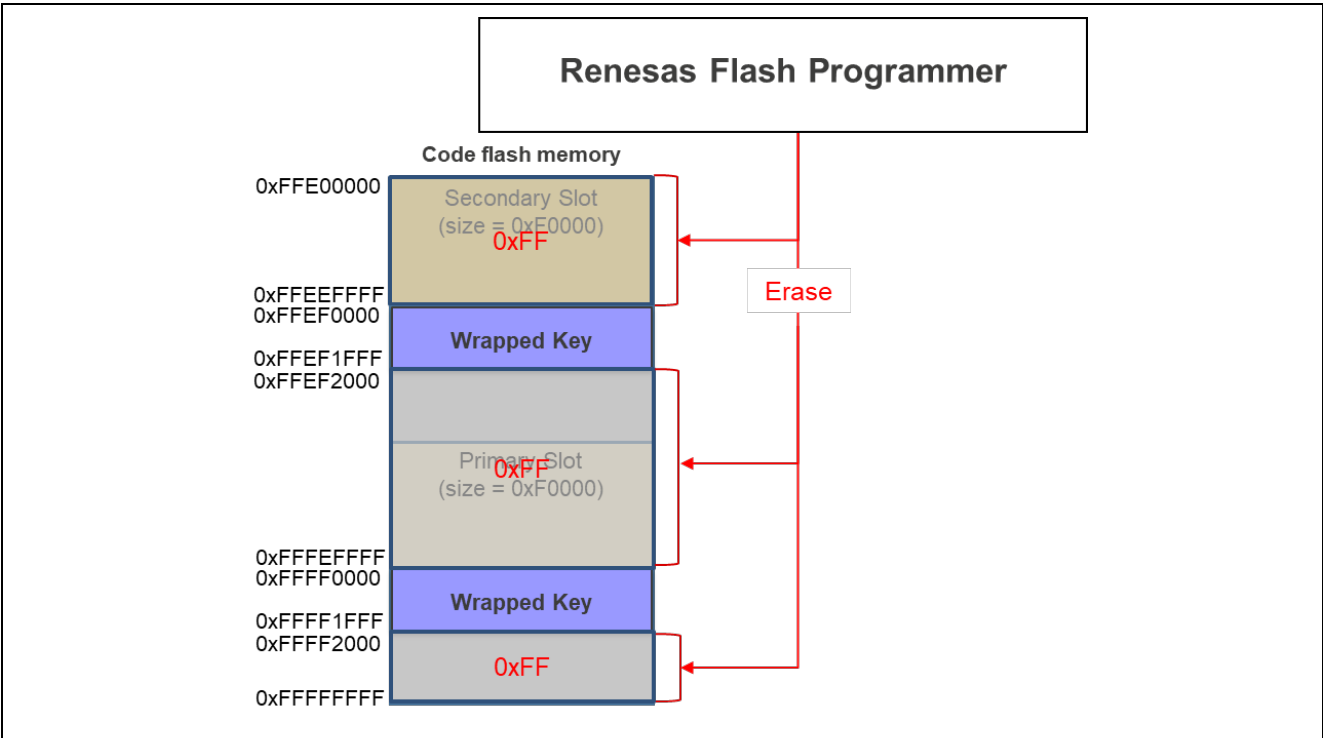 Renesas Flash Programmer
Code flash memory
0xFFE00000
Secondary Slot
(size = 0xF0000)
0xFF
Erase
0xFFEEFFFF
0xFFEF0000
Wrapped Key
0xFFEF1FFF
0xFFEF2000
Primary Slot
0xFF
(size = 0xF0000)
0xFFFEFFFF
0xFFFF0000
Wrapped Key
0xFFFF1FFF
0xFFFF2000
0xFF
0xFFFFFFFF